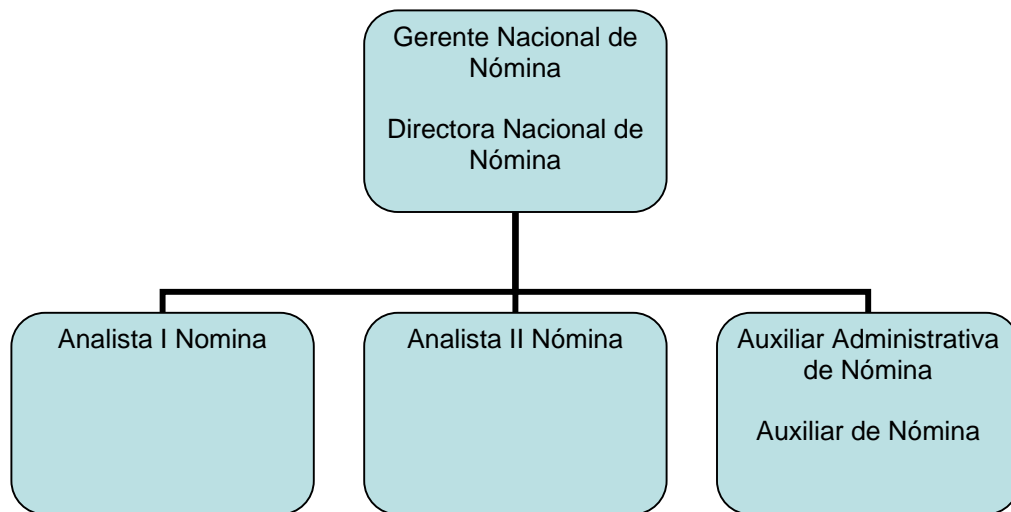 Gerente Nacional de
Nómina
Directora Nacional de
Nómina
Analista I Nomina
Analista II Nómina
Auxiliar Administrativa
de Nómina
Auxiliar de Nómina